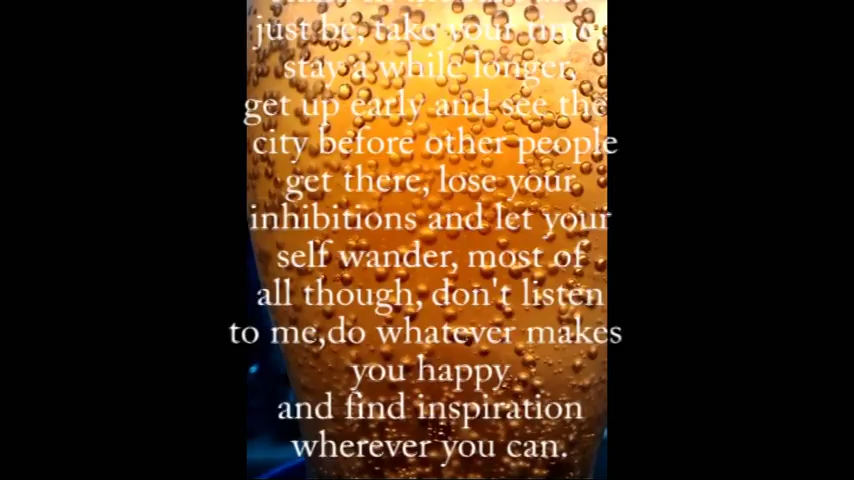 just be, take your time,
stay a while longer,
get up early and see the
city before other people
get there, lose your
inhibitions and let your
self wander, most of
all though, don't listen
to me,do whatever makes
you happy
and find inspiration
wherever you can.